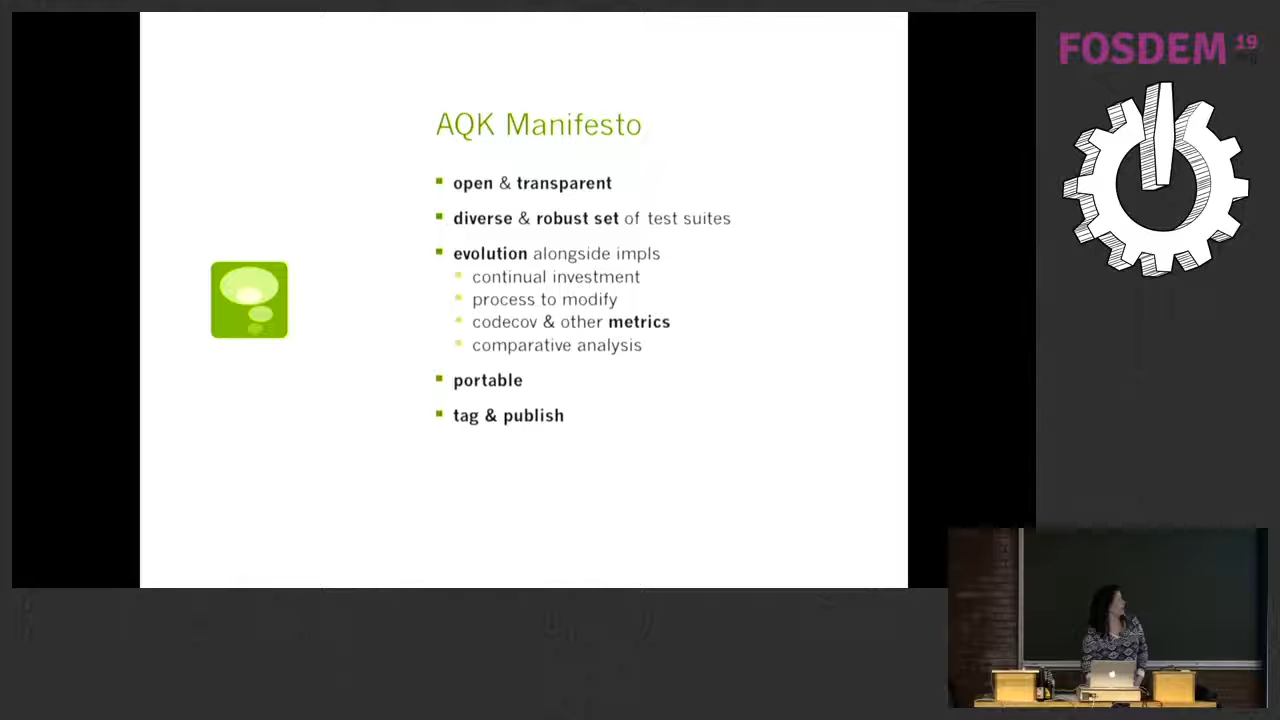 FOSDEM 19
AQK Manifesto
open & transparent
diverse & robust set of test suites
evolution alongside impls
continual investment
process to modify
codecov & other metrics
comparative analysis
portable
tag & publish